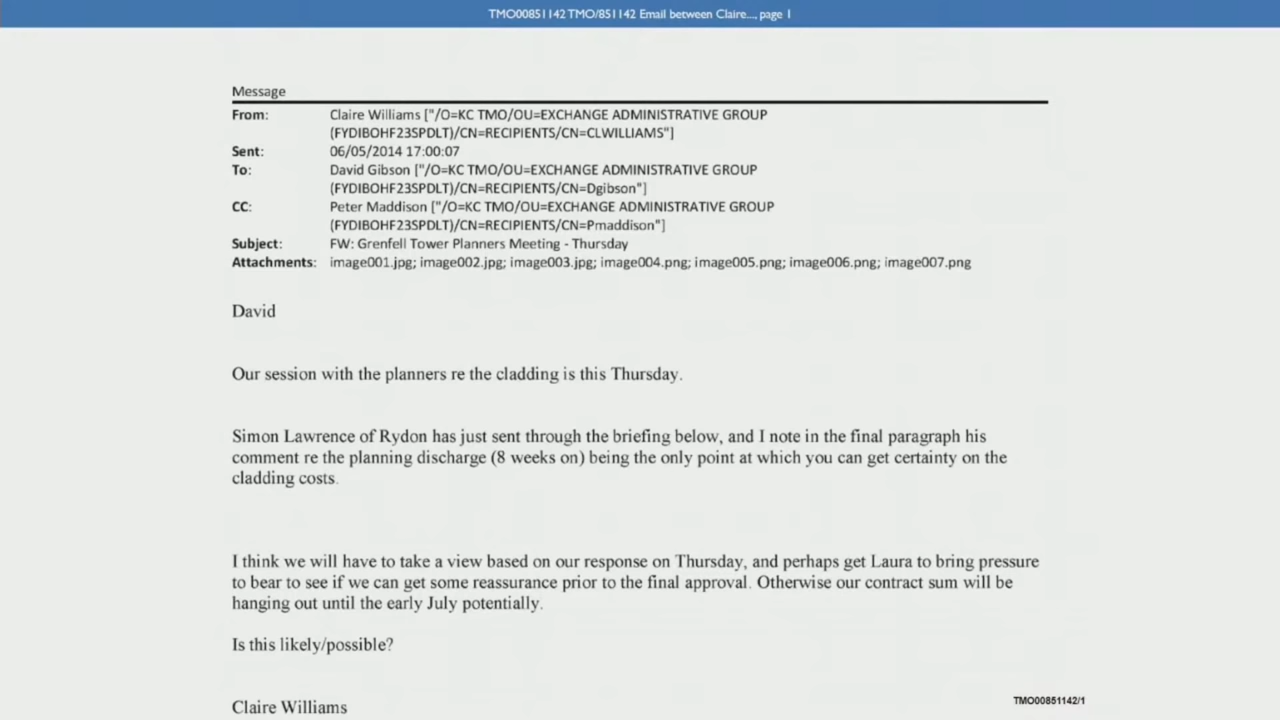 TMO00851142 TMO/851142 Email between Claire..., page 1
Message
From: Claire Williams ["/O=KC TMO/OU=EXCHANGE ADMINISTRATIVE GROUP
(FYDIBOHF23SPDLT)/CN=RECIPIENTS/CN=CLWILLIAMS"]
Sent: 06/05/2014 17:00:07
To: David Gibson ["/O=KC TMO/OU=EXCHANGE ADMINISTRATIVE GROUP
(FYDIBOHF23SPDLT)/CN=RECIPIENTS/CN=Dgibson"]
CC: Peter Maddison ["/O=KC TMO/OU=EXCHANGE ADMINISTRATIVE GROUP
(FYDIBOHF23SPDLT)/CN=RECIPIENTS/CN=Pmaddison"]
Subject: FW: Grenfell Tower Planners Meeting - Thursday
Attachments: image001.jpg; image002.jpg; image003.jpg; image004.png; image005.png; image006.png; image007.png
David
Our session with the planners re the cladding is this Thursday.
Simon Lawrence of Rydon has just sent through the briefing below, and I note in the final paragraph his
comment re the planning discharge (8 weeks on) being the only point at which you can get certainty on the
cladding costs.
I think we will have to take a view based on our response on Thursday, and perhaps get Laura to bring pressure
to bear to see if we can get some reassurance prior to the final approval. Otherwise our contract sum will be
hanging out until the early July potentially.
Is this likely/possible?
Claire Williams
TMO00851142/1